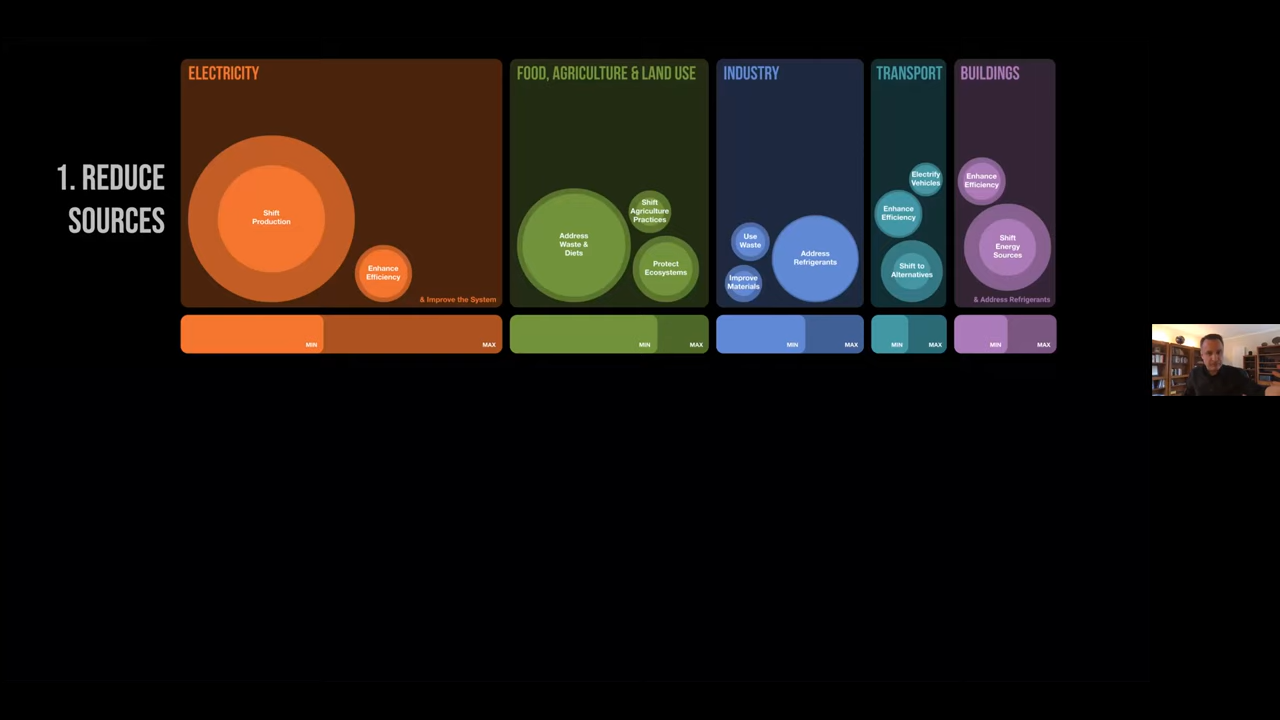 1. REDUCE
SOURCES
ELECTRICITY
Shift
Production
Enhance
Efficiency
& Improve the System
MIN
MAX
FOOD, AGRICULTURE & LAND USE
Address
Waste &
Diets
Shift
Agriculture
Practices
Protect
Ecosystems
MIN
MAX
INDUSTRY
Use
Waste
Improve
Materials
Address
Refrigerants
MIN
MAX
TRANSPORT
Electrify
Vehicles
Enhance
Efficiency
Shift to
Alternatives
MIN
MAX
BUILDINGS
Enhance
Efficiency
Shift
Energy
Sources
& Address Refrigerants
MIN
MAX